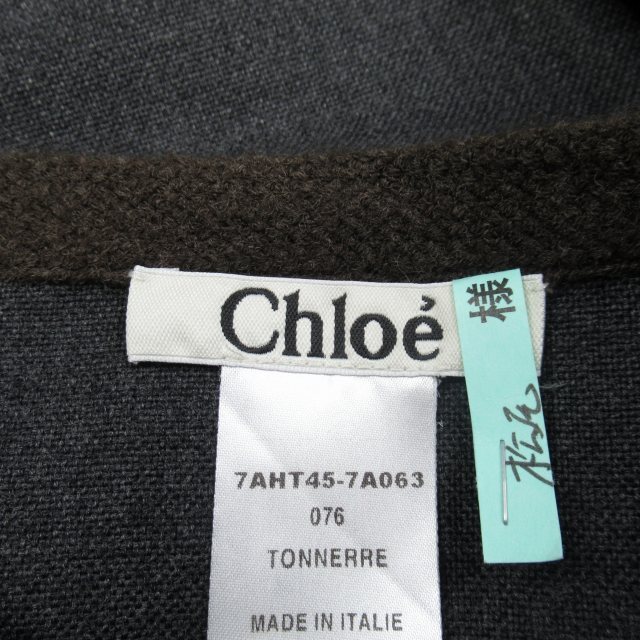 Chloé
様
7AHT45-7A063
076
TONNERRE
MADE IN ITALIE